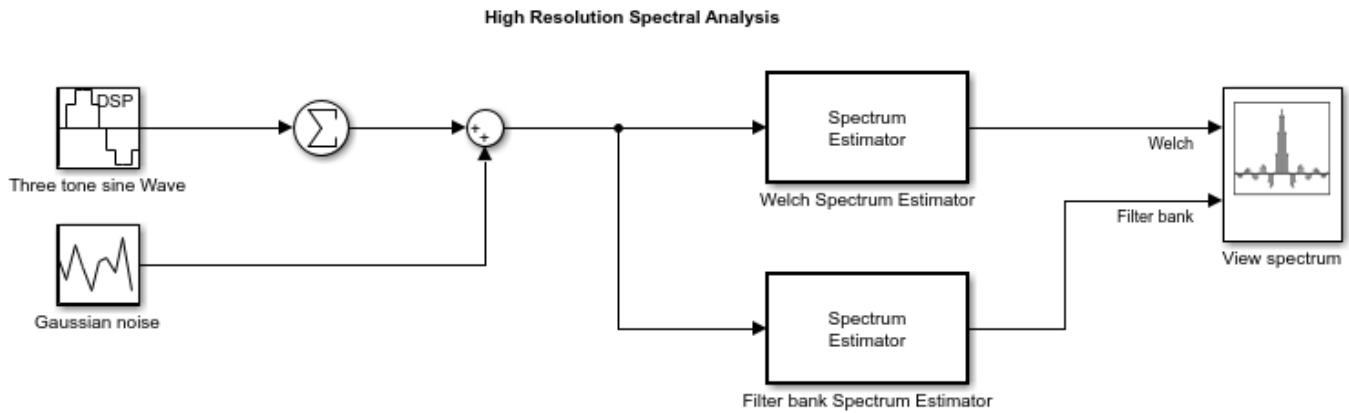 High Resolution Spectral Analysis
DSP
Three tone sine Wave
Σ
+
+
Gaussian noise
Spectrum
Estimator
Welch Spectrum Estimator
Welch
Filter bank
View spectrum
Spectrum
Estimator
Filter bank Spectrum Estimator